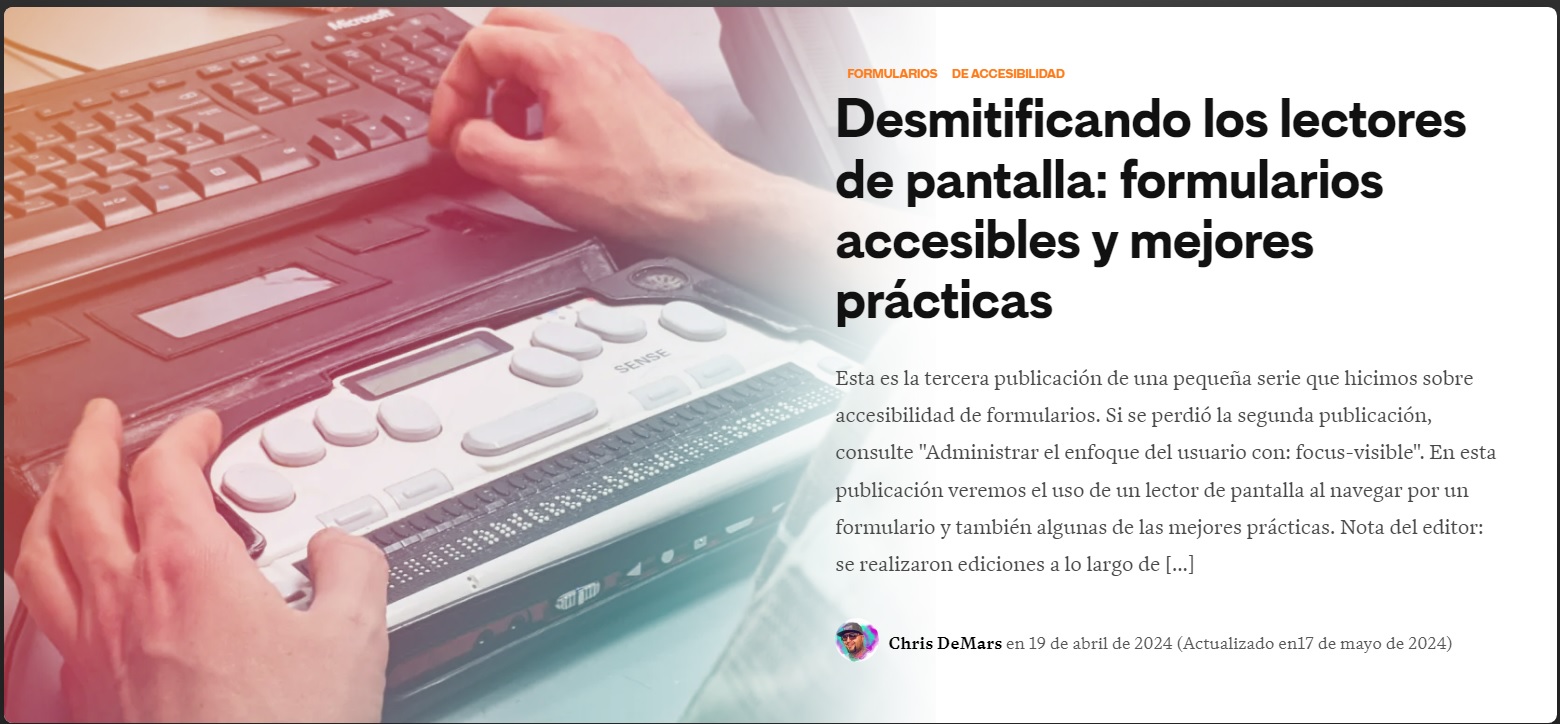 Microsoft
FORMULARIOS DE ACCESIBILIDAD
Desmitificando los lectores
de pantalla: formularios
accesibles y mejores
prácticas
SENSE
Esta es la tercera publicación de una pequeña serie que hicimos sobre
accesibilidad de formularios. Si se perdió la segunda publicación,
consulte "Administrar el enfoque del usuario con: focus-visible". En esta
publicación veremos el uso de un lector de pantalla al navegar por un
formulario y también algunas de las mejores prácticas. Nota del editor:
se realizaron ediciones a lo largo de [...]
Chris DeMars en 19 de abril de 2024 (Actualizado en17 de mayo de 2024)